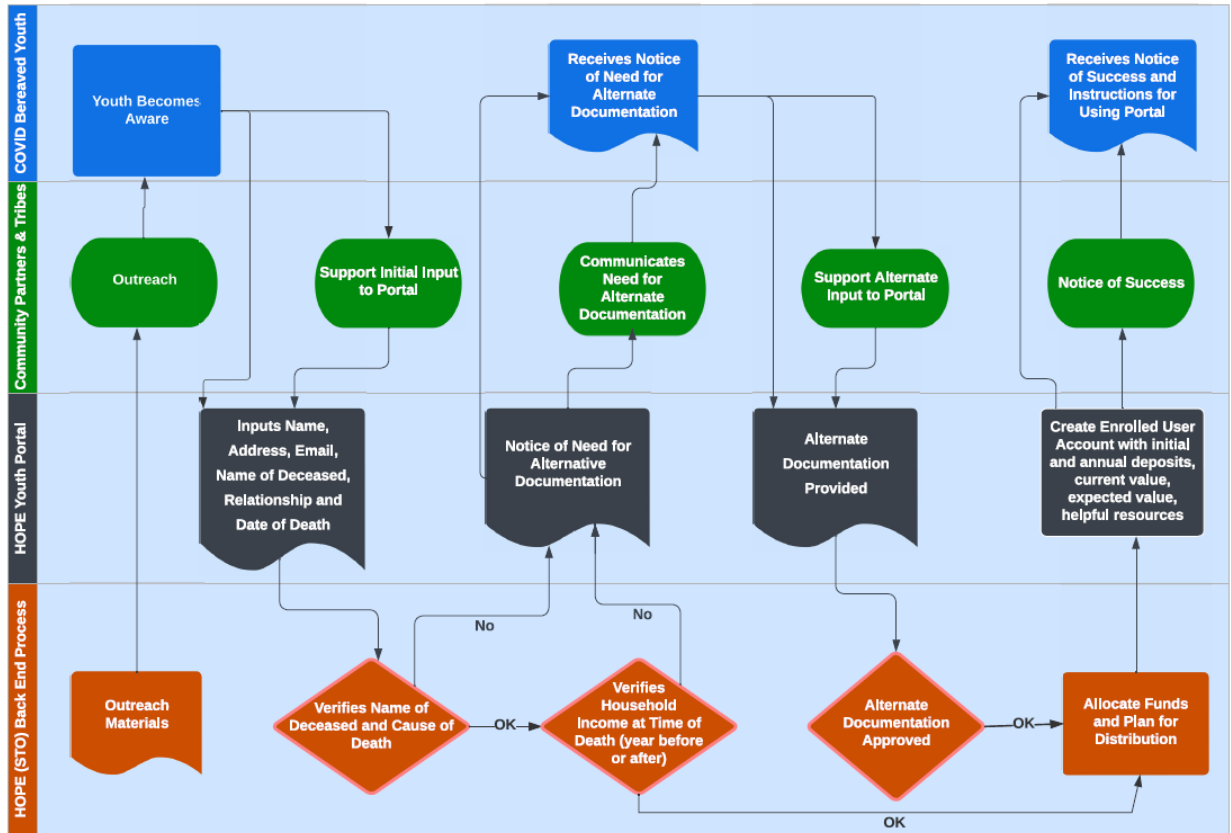 COVID Bereaved Youth
Youth Becomes
Aware
Receives Notice
of Need for
Alternate
Documentation
Receives Notice
of Success and
Instructions for
Using Portal
Community Partners & Tribes
Outreach
Support Initial Input
to Portal
Communicates
Need for
Alternate
Documentation
Support Alternate
Input to Portal
Notice of Success
HOPE Youth Portal
Inputs Name,
Address, Email,
Name of Deceased,
Relationship and
Date of Death
Notice of Need for
Alternative
Documentation
Alternate
Documentation
Provided
Create Enrolled User
Account with initial
and annual deposits,
current value,
expected value,
helpful resources
HOPE (STO) Back End Process
Outreach
Materials
Verifies Name of
Deceased and Cause of
Death
No
OK
Verifies
Household
Income at Time of
Death (year before
or after)
No
OK
Alternate
Documentation
Approved
OK
Allocate Funds
and Plan for
Distribution